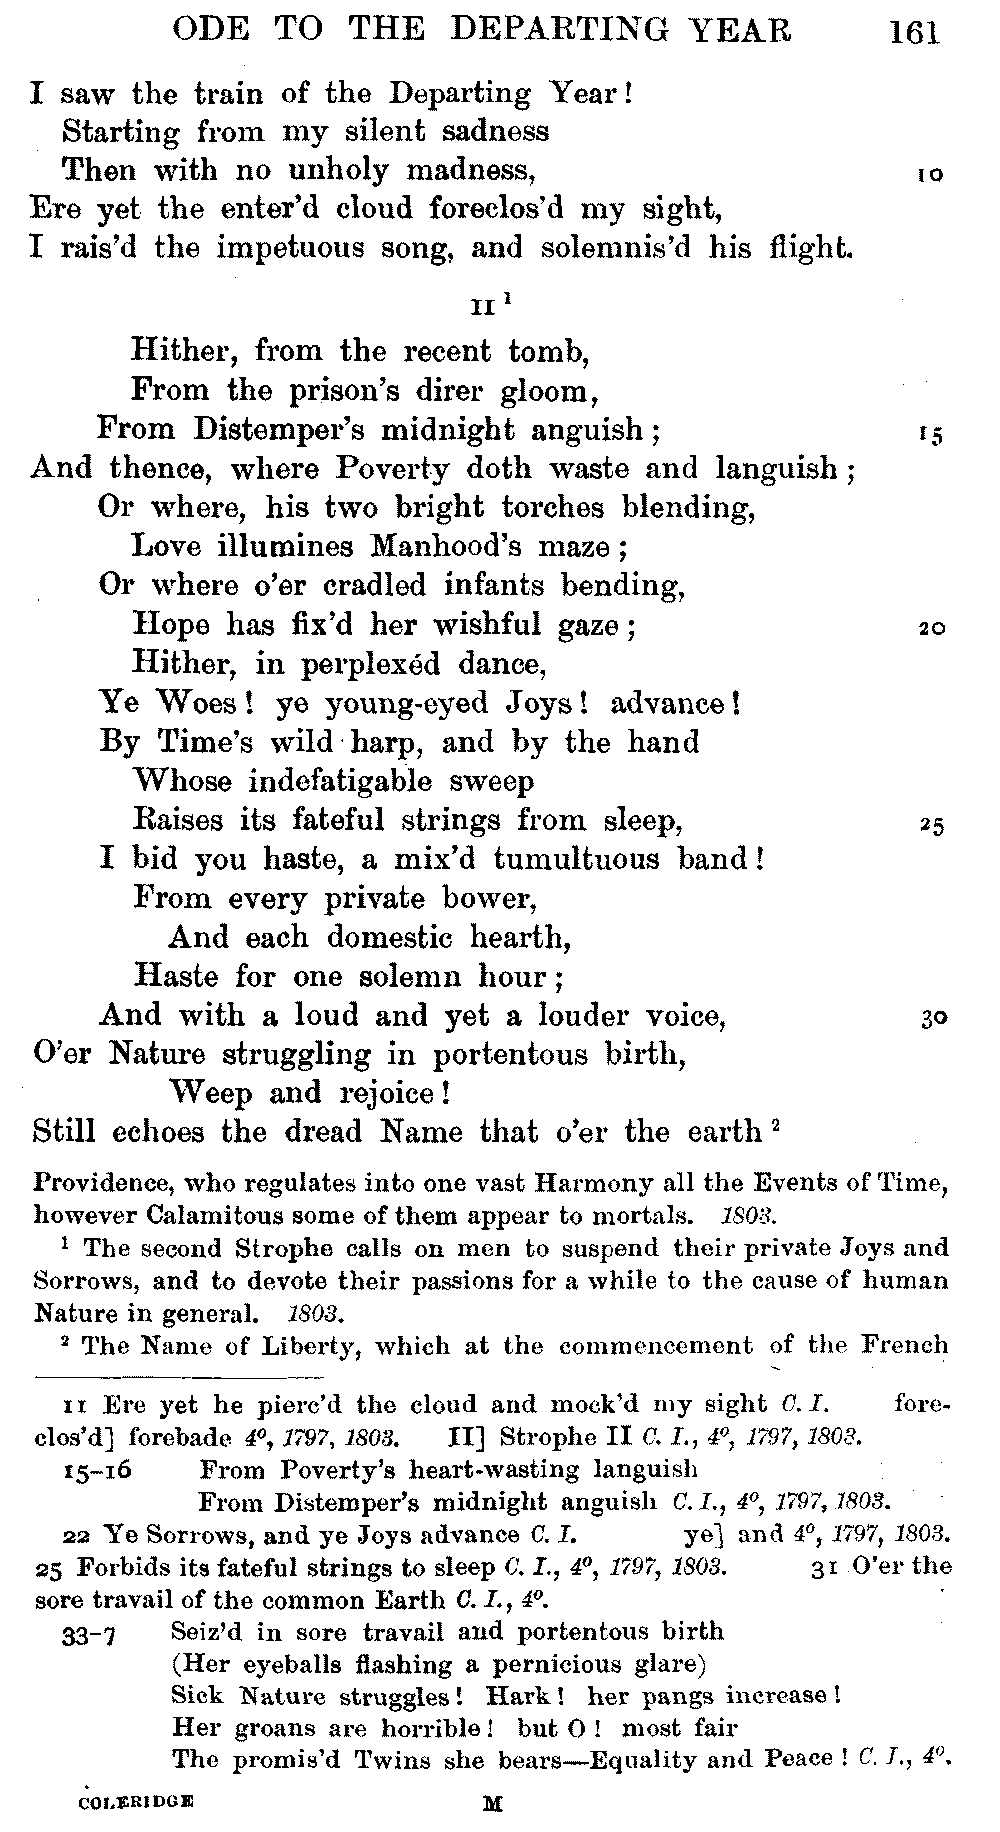 ODE TO THE DEPARTING YEAR 161
I saw the train of the Departing Year!
Starting from my silent sadness
Then with no unholy madness, 10
Ere yet the enter'd cloud foreclos'd my sight,
I rais'd the impetuous song, and solemnis'd his flight.
II ¹
Hither, from the recent tomb,
From the prison's direr gloom,
From Distemper's midnight anguish; 15
And thence, where Poverty doth waste and languish;
Or where, his two bright torches blending,
Love illumines Manhood's maze;
Or where o'er cradled infants bending,
Hope has fix'd her wishful gaze; 20
Hither, in perplexéd dance,
Ye Woes! ye young-eyed Joys! advance!
By Time's wild harp, and by the hand
Whose indefatigable sweep
Raises its fateful strings from sleep, 25
I bid you haste, a mix'd tumultuous band!
From every private bower,
And each domestic hearth,
Haste for one solemn hour;
And with a loud and yet a louder voice, 30
O'er Nature struggling in portentous birth,
Weep and rejoice!
Still echoes the dread Name that o'er the earth ²
Providence, who regulates into one vast Harmony all the Events of Time,
however Calamitous some of them appear to mortals. 1803.
¹ The second Strophe calls on men to suspend their private Joys and
Sorrows, and to devote their passions for a while to the cause of human
Nature in general. 1803.
² The Name of Liberty, which at the commencement of the French
11 Ere yet he pierc'd the cloud and mock'd my sight C. I. fore-
clos'd] forebade 4º, 1797, 1803. II] Strophe II C. I., 4º, 1797, 1803.
15-16 From Poverty's heart-wasting languish
From Distemper's midnight anguish C. I., 4º, 1797, 1803.
22 Ye Sorrows, and ye Joys advance C. I. ye] and 4º, 1797, 1803.
25 Forbids its fateful strings to sleep C. I., 4º, 1797, 1803. 31 O'er the
sore travail of the common Earth C. I., 4º.
33-7 Seiz'd in sore travail and portentous birth
(Her eyeballs flashing a pernicious glare)
Sick Nature struggles! Hark! her pangs increase!
Her groans are horrible! but O! most fair
The promis'd Twins she bears—Equality and Peace! C. I., 4º.
COLERIDGE M